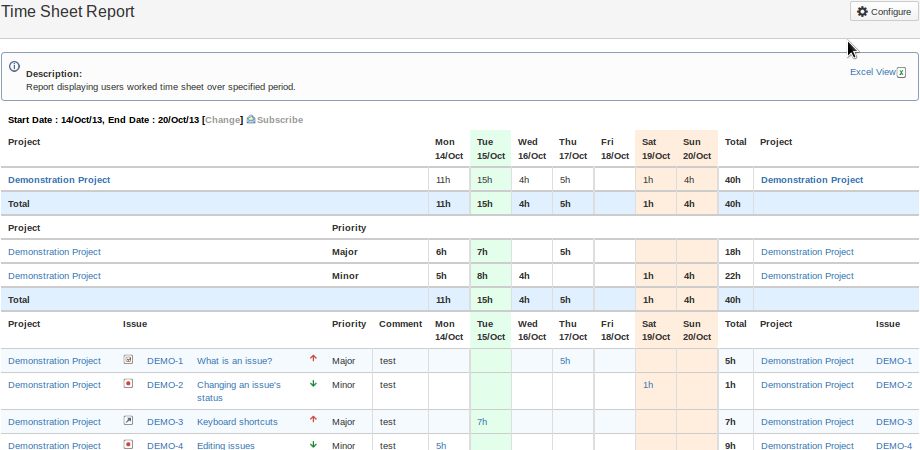 Time Sheet Report
Configure
Description:
Report displaying users worked time sheet over specified period.
Excel View
Start Date : 14/Oct/13, End Date : 20/Oct/13 [Change] Subscribe
Project Mon 14/Oct Tue 15/Oct Wed 16/Oct Thu 17/Oct Fri 18/Oct Sat 19/Oct Sun 20/Oct Total Project
Demonstration Project 11h 15h 4h 5h 1h 4h 40h Demonstration Project
Total 11h 15h 4h 5h 1h 4h 40h
Project Priority
Demonstration Project Major 6h 7h 5h 18h Demonstration Project
Demonstration Project Minor 5h 8h 4h 1h 4h 22h Demonstration Project
Total 11h 15h 4h 5h 1h 4h 40h
Project Issue Priority Comment Mon 14/Oct Tue 15/Oct Wed 16/Oct Thu 17/Oct Fri 18/Oct Sat 19/Oct Sun 20/Oct Total Project Issue
Demonstration Project DEMO-1 What is an issue? Major test 5h 5h Demonstration Project DEMO-1
Demonstration Project DEMO-2 Changing an issue's status Minor test 1h 1h Demonstration Project DEMO-2
Demonstration Project DEMO-3 Keyboard shortcuts Major test 7h 7h Demonstration Project DEMO-3
Demonstration Project DEMO-4 Editing issues Minor test 5h 9h Demonstration Project DEMO-4